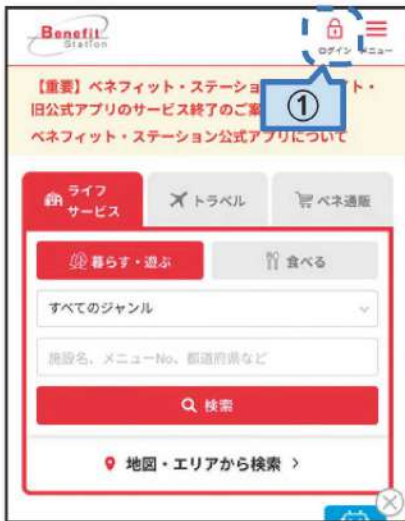 Benefit
Station
ログイン
メニュー
①
【重要】ベネフィット・ステーショ ト・
旧公式アプリのサービス終了のご案
ベネフィット・ステーション公式アプリについて
ライフ
サービス
トラベル
ベネ通販
暮らす・遊ぶ
食べる
すべてのジャンル
施設名、メニューNo、都道府県など
検索
地図・エリアから検索 >